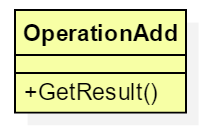 OperationAdd
+GetResult()